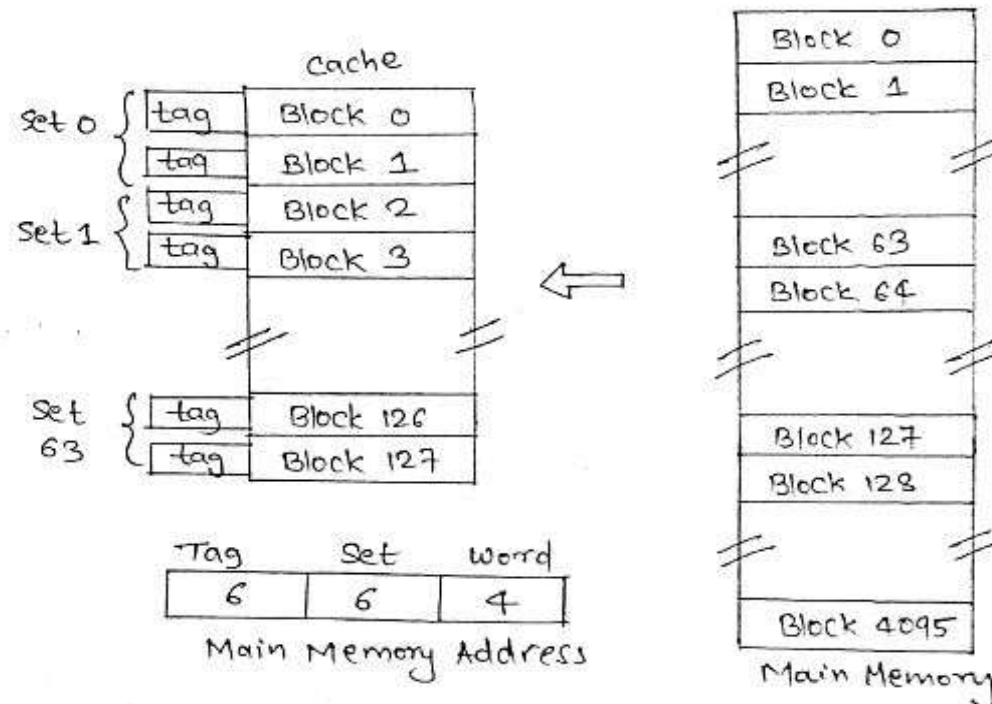 cache
set 0
tag Block 0
tag Block 1
set 1
tag Block 2
tag Block 3
set 63
tag Block 126
tag Block 127
Tag Set word
6 6 4
Main Memory Address
Block 0
Block 1
Block 63
Block 64
Block 127
Block 128
Block 4095
Main Memory